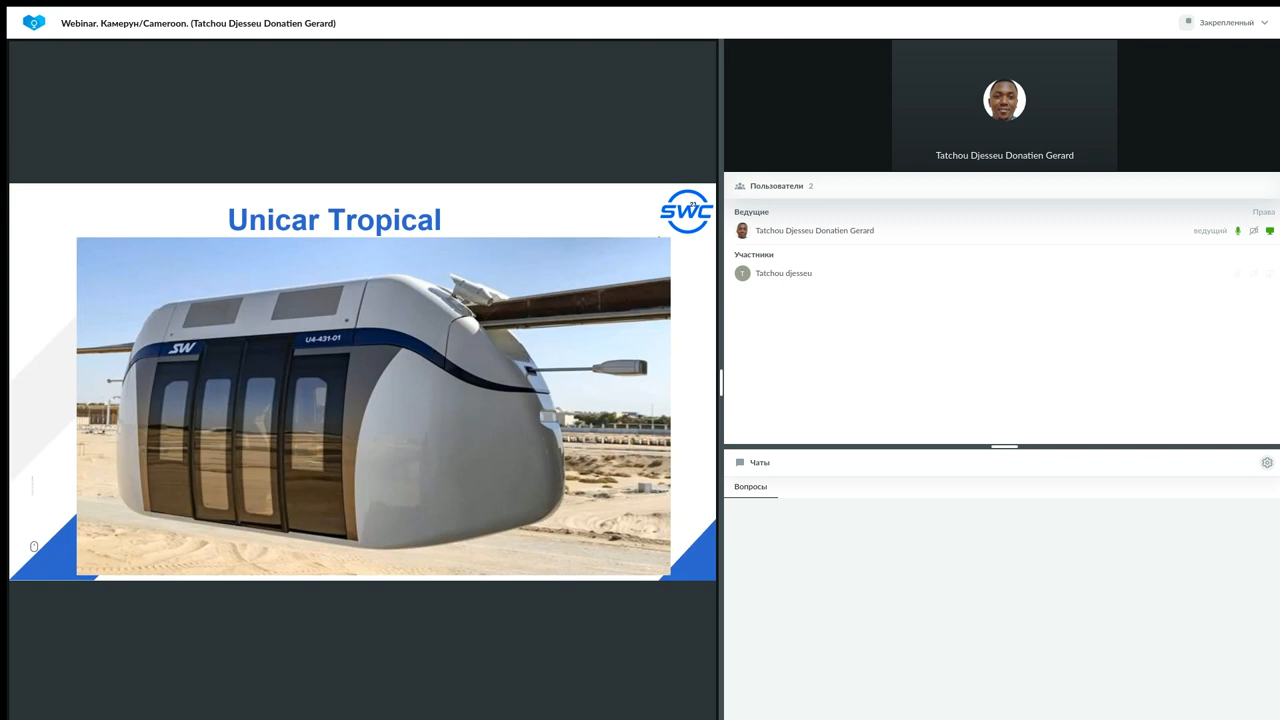 Webinar. Камерун/Cameroon. (Tatchou Djesseu Donatien Gerard)
Закрепленный
Unicar Tropical
SWC
SW
U4-431-01
Tatchou Djesseu Donatien Gerard
Пользователи 2
Ведущие
Права
Tatchou Djesseu Donatien Gerard
ведущий
Участники
T
Tatchou djesseu
Чаты
Вопросы